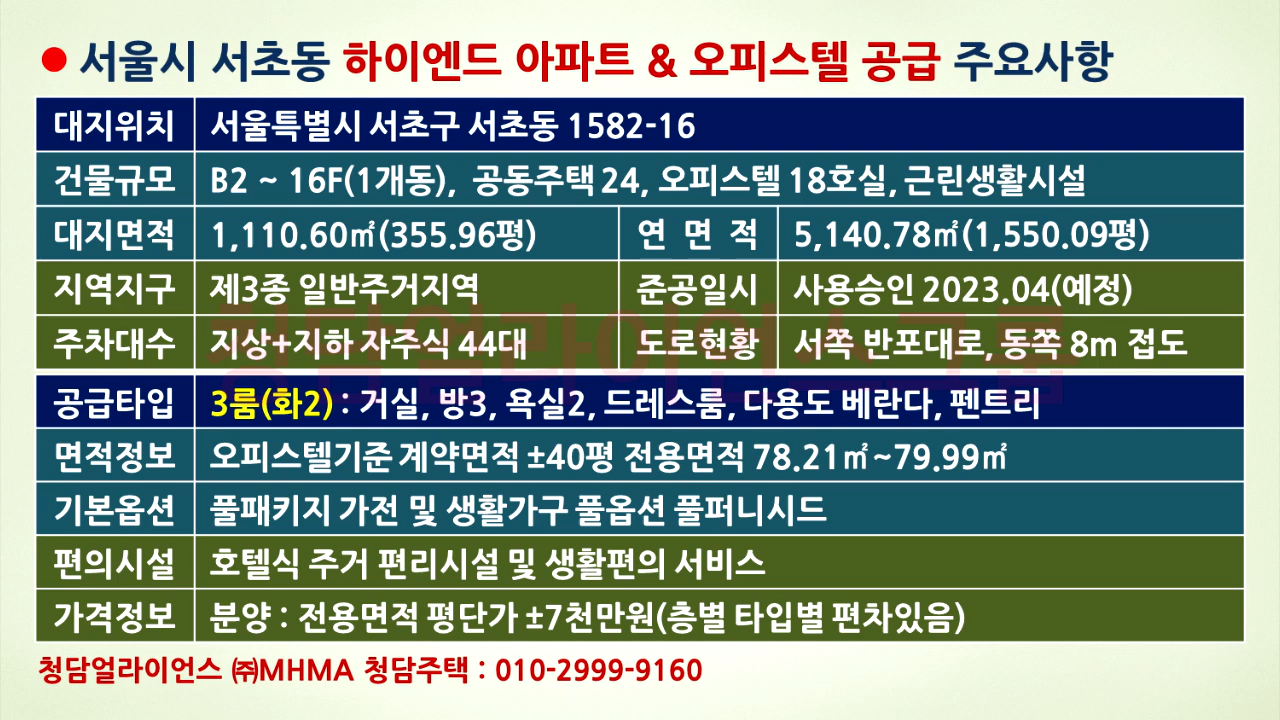 ● 서울시 서초동 하이엔드 아파트 & 오피스텔 공급 주요사항
대지위치 서울특별시 서초구 서초동 1582-16
건물규모 B2 ~ 16F(1개동), 공동주택 24, 오피스텔 18호실, 근린생활시설
대지면적 1,110.60㎡(355.96평) 연 면 적 5,140.78㎡(1,550.09평)
지역지구 제3종 일반주거지역 준공일시 사용승인 2023.04(예정)
주차대수 지상+지하 자주식 44대 도로현황 서쪽 반포대로, 동쪽 8m 접도
공급타입 3룸(화2) : 거실, 방3, 욕실2, 드레스룸, 다용도 베란다, 펜트리
면적정보 오피스텔기준 계약면적 ±40평 전용면적 78.21㎡~79.99㎡
기본옵션 풀패키지 가전 및 생활가구 풀옵션 풀퍼니시드
편의시설 호텔식 주거 편리시설 및 생활편의 서비스
가격정보 분양 : 전용면적 평단가 ±7천만원(층별 타입별 편차있음)
청담얼라이언스 ㈜MHMA 청담주택 : 010-2999-9160
청담얼라이언스그룹